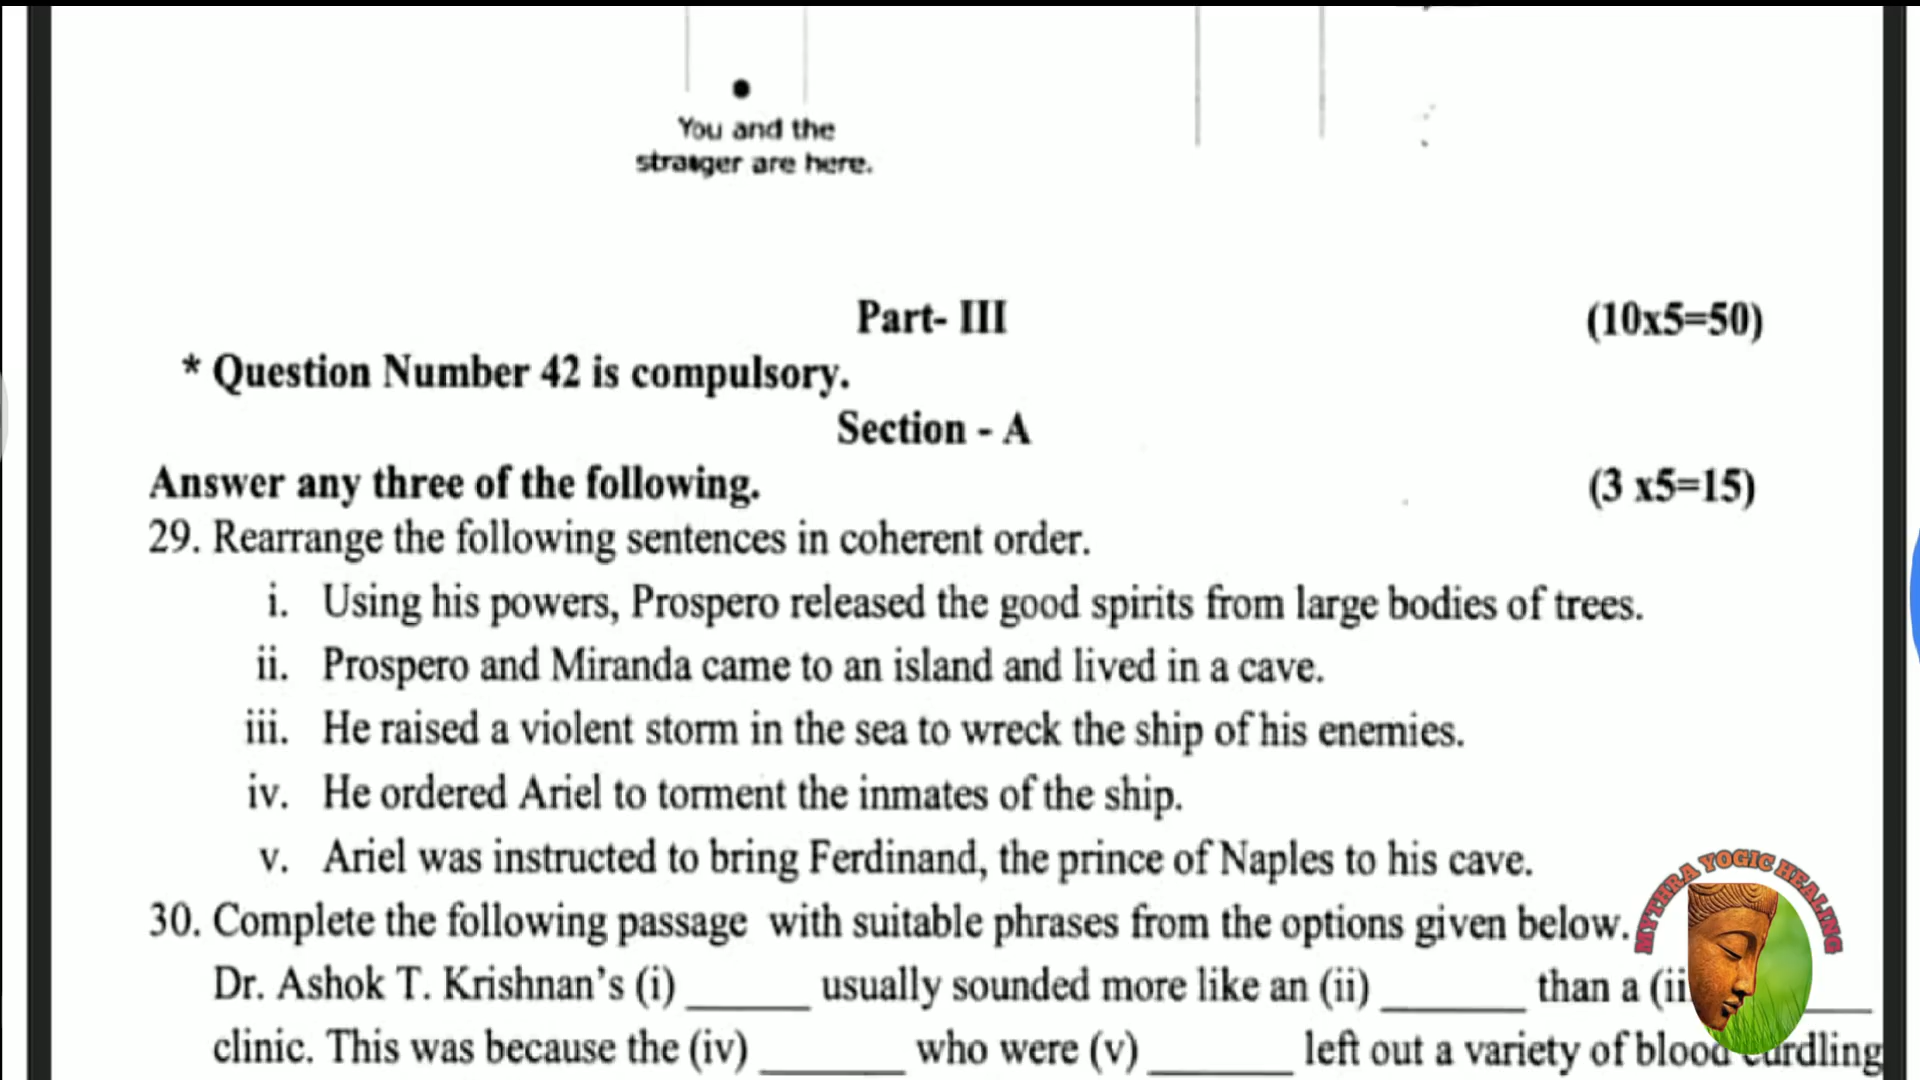 You and the
stranger are here.
Part- III
(10x5=50)
* Question Number 42 is compulsory.
Section - A
Answer any three of the following.
(3 x5=15)
29. Rearrange the following sentences in coherent order.
i. Using his powers, Prospero released the good spirits from large bodies of trees.
ii. Prospero and Miranda came to an island and lived in a cave.
iii. He raised a violent storm in the sea to wreck the ship of his enemies.
iv. He ordered Ariel to torment the inmates of the ship.
v. Ariel was instructed to bring Ferdinand, the prince of Naples to his cave.
30. Complete the following passage with suitable phrases from the options given below.
Dr. Ashok T. Krishnan's (i) ______ usually sounded more like an (ii) _______ than a (ii
clinic. This was because the (iv) _______ who were (v) _______ left out a variety of blood curdling
MYTHRA YOGIC HEALING